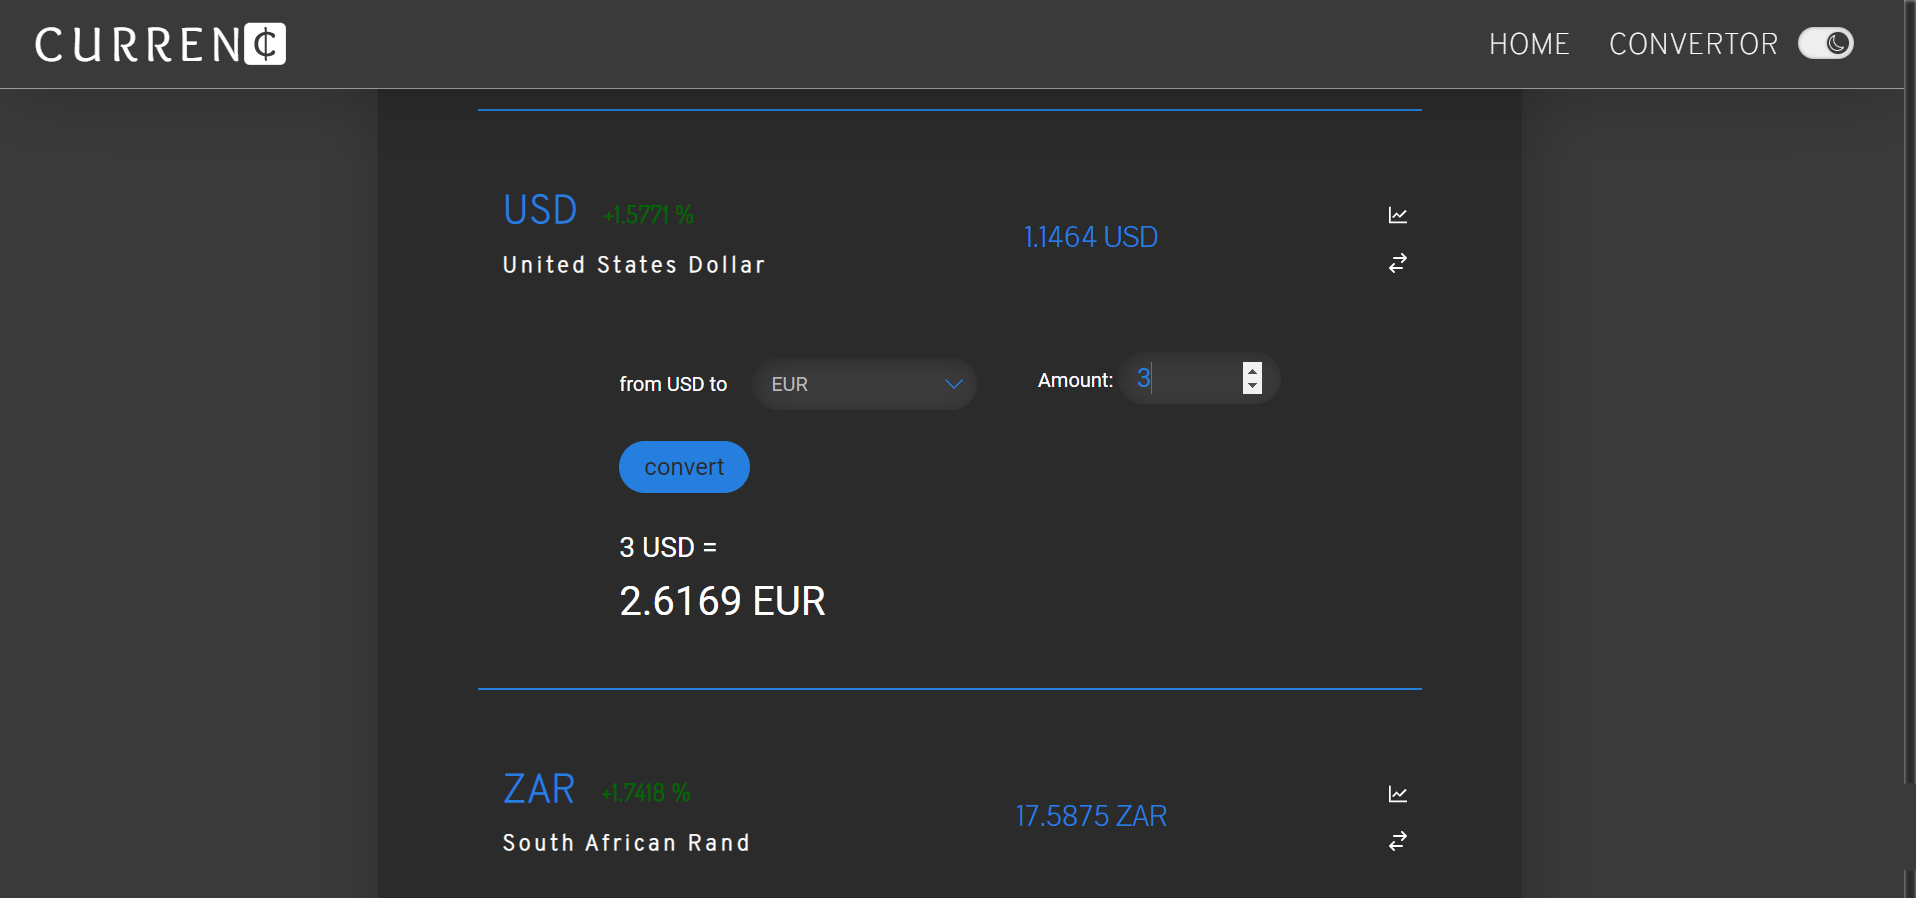 CURREN₵
HOME
CONVERTOR
USD +1.5771 %
1.1464 USD
United States Dollar
from USD to
EUR
Amount:
3
convert
3 USD =
2.6169 EUR
ZAR +1.7418 %
17.5875 ZAR
South African Rand